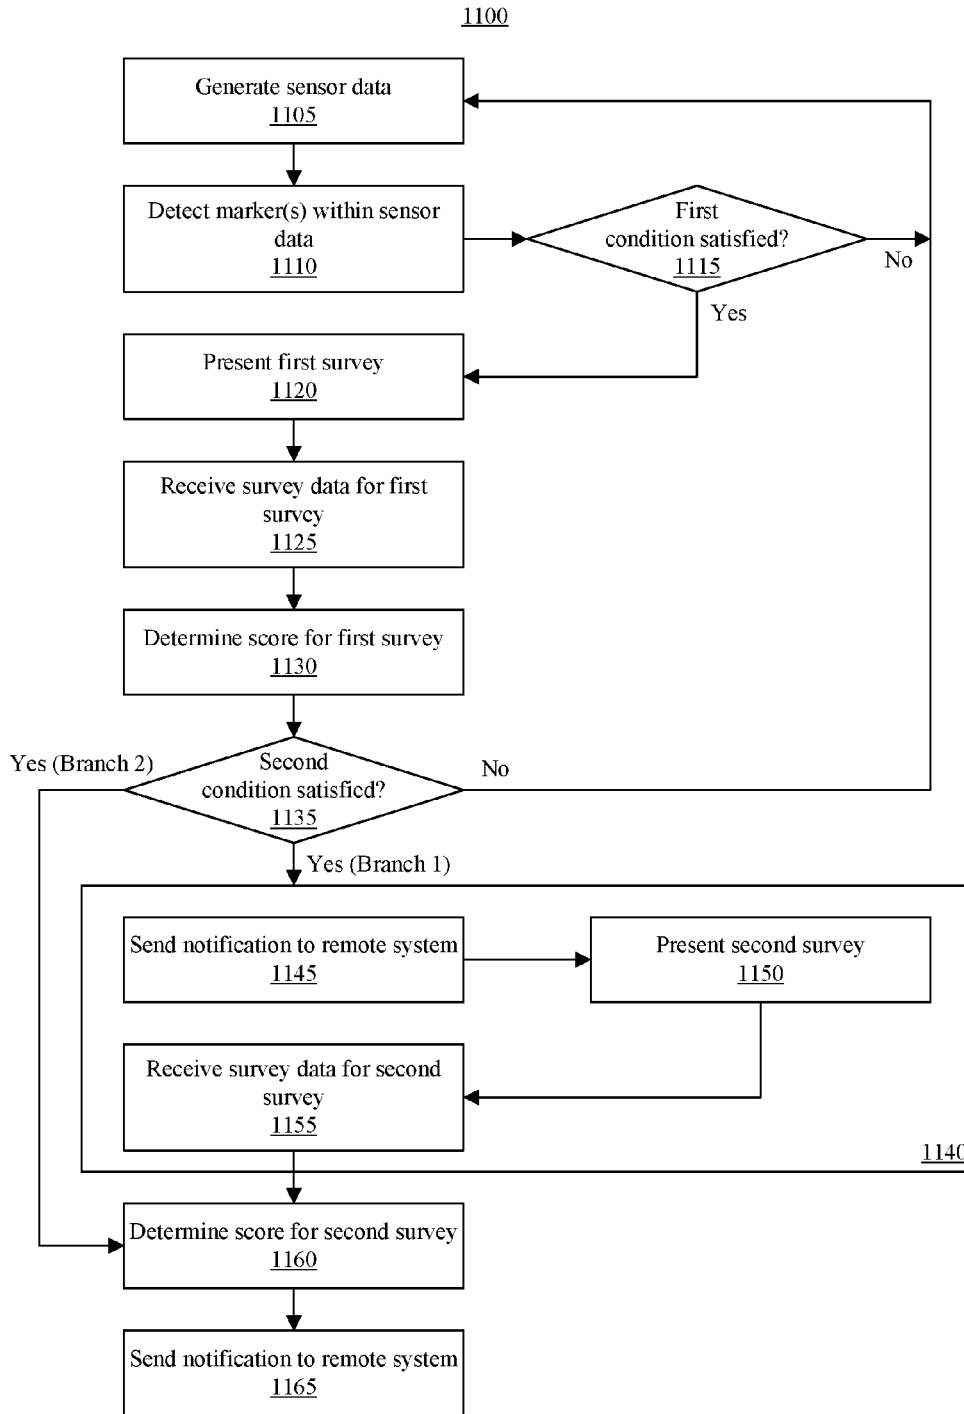 1100
Generate sensor data
1105
Detect marker(s) within sensor
data
1110
First
condition satisfied?
1115
No
Yes
Present first survey
1120
Receive survey data for first
survey
1125
Determine score for first survey
1130
Yes (Branch 2)
Second
condition satisfied?
1135
No
Yes (Branch 1)
Send notification to remote system
1145
Present second survey
1150
Receive survey data for second
survey
1155
1140
Determine score for second survey
1160
Send notification to remote system
1165